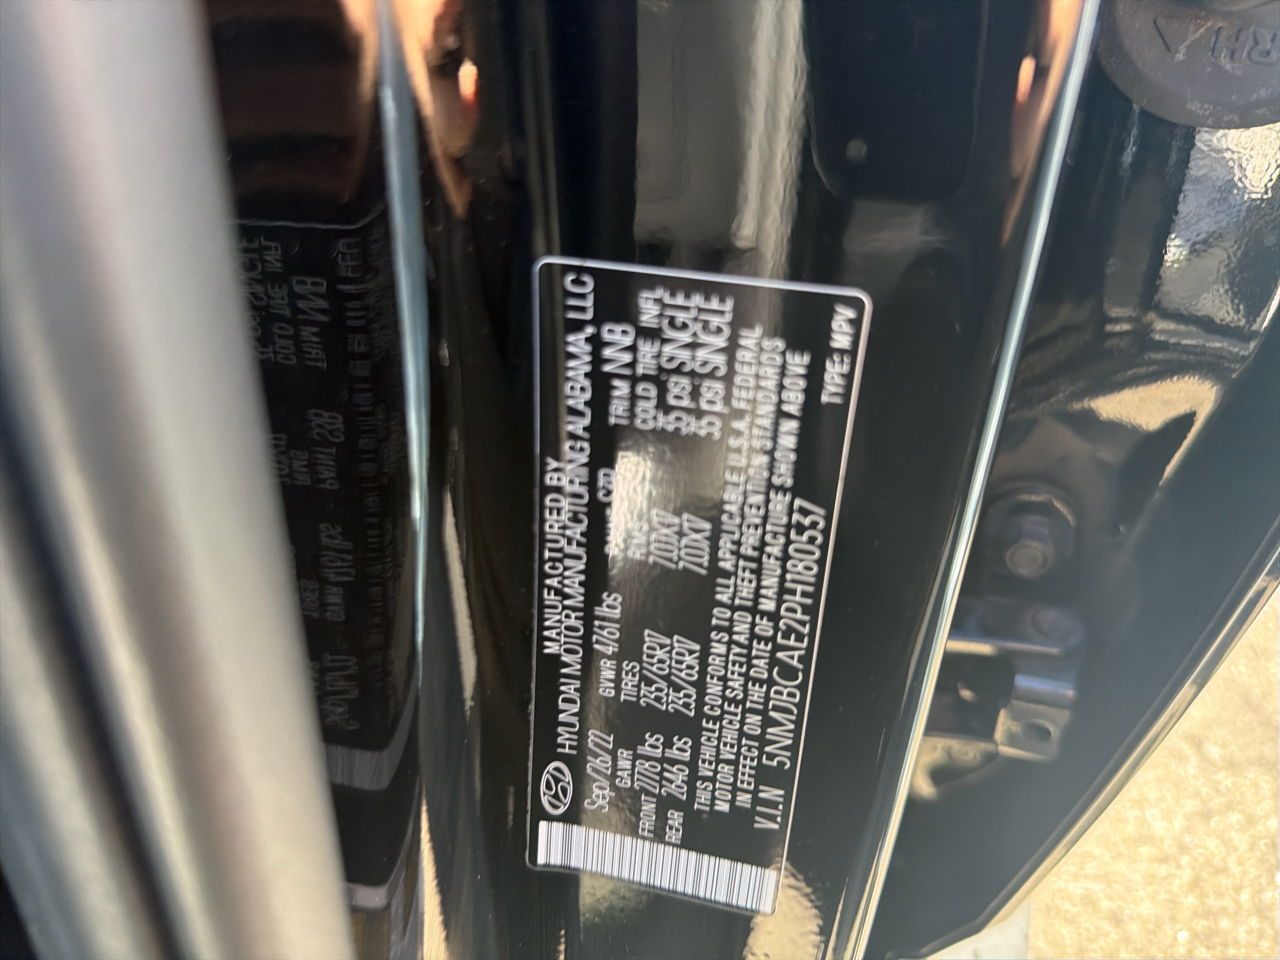 MANUFACTURED BY
HYUNDAI MOTOR MANUFACTURING ALABAMA, LLC
Sep/26/22 GVWR 4761 lbs TRIM NNB
GAWR TIRES RIMS COLD TIRE INFL
FRONT 2778 lbs 235/65R17 7.0JX17 35 psi SINGLE
REAR 2646 lbs 235/65R17 7.0JX17 35 psi SINGLE
THIS VEHICLE CONFORMS TO ALL APPLICABLE U.S.A. FEDERAL
MOTOR VEHICLE SAFETY AND THEFT PREVENTION STANDARDS
IN EFFECT ON THE DATE OF MANUFACTURE SHOWN ABOVE
V.I.N 5NMJBCAE2PH180537 TYPE: MPV
RH A